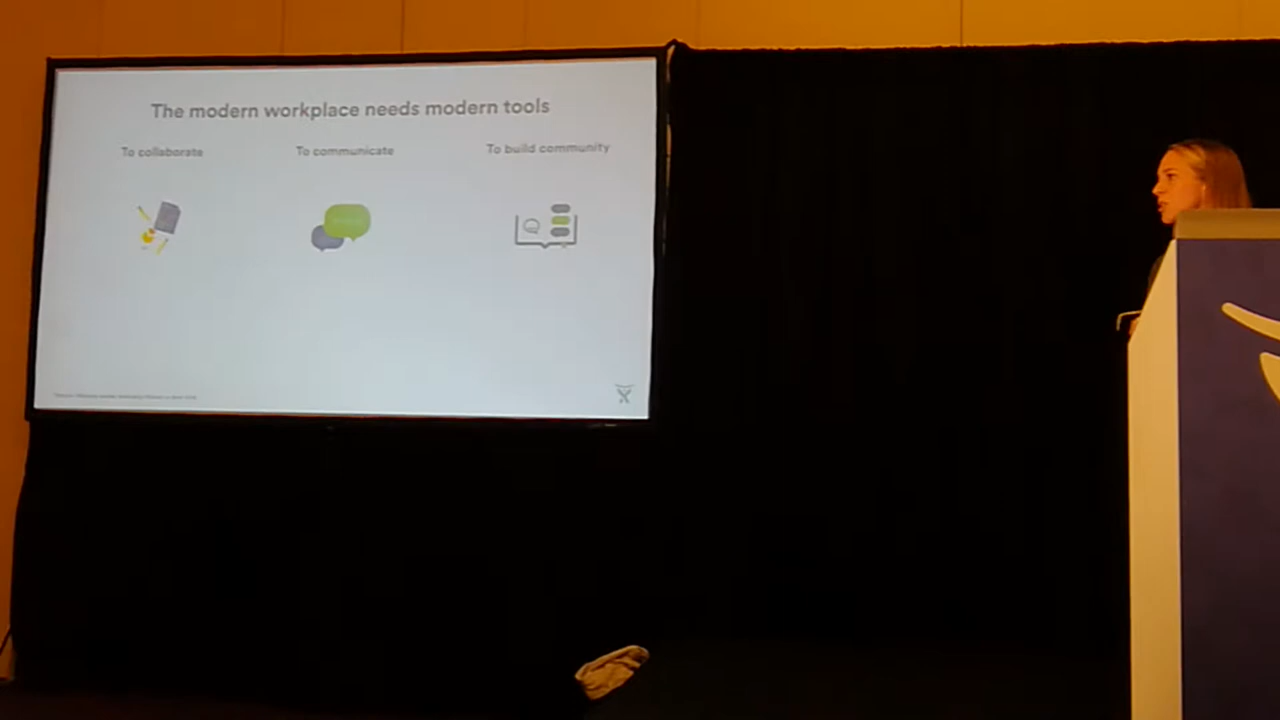 The modern workplace needs modern tools
To collaborate
To communicate
To build community